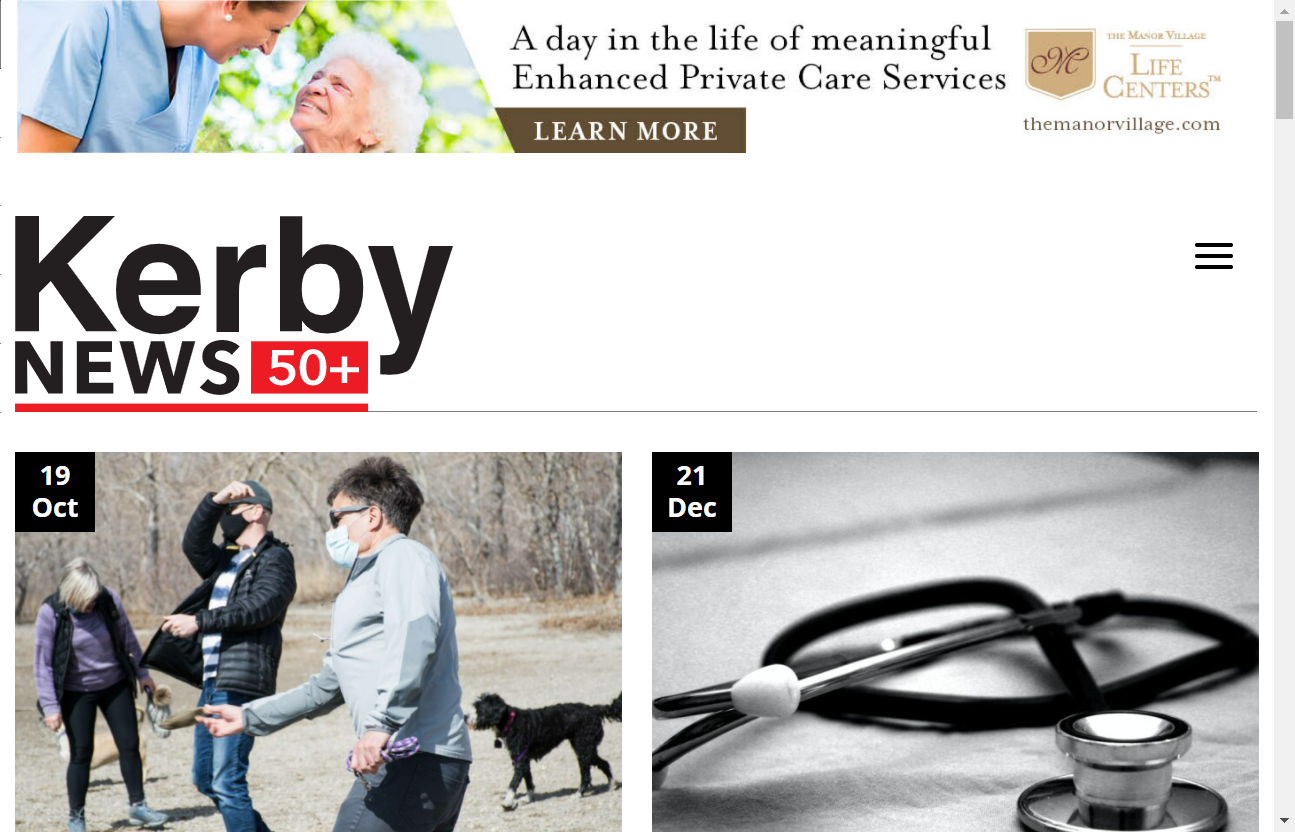 A day in the life of meaningful
Enhanced Private Care Services
LEARN MORE
THE MANOR VILLAGE
LIFE
CENTERS™
themanorvillage.com
Kerby
NEWS 50+
19
Oct
21
Dec